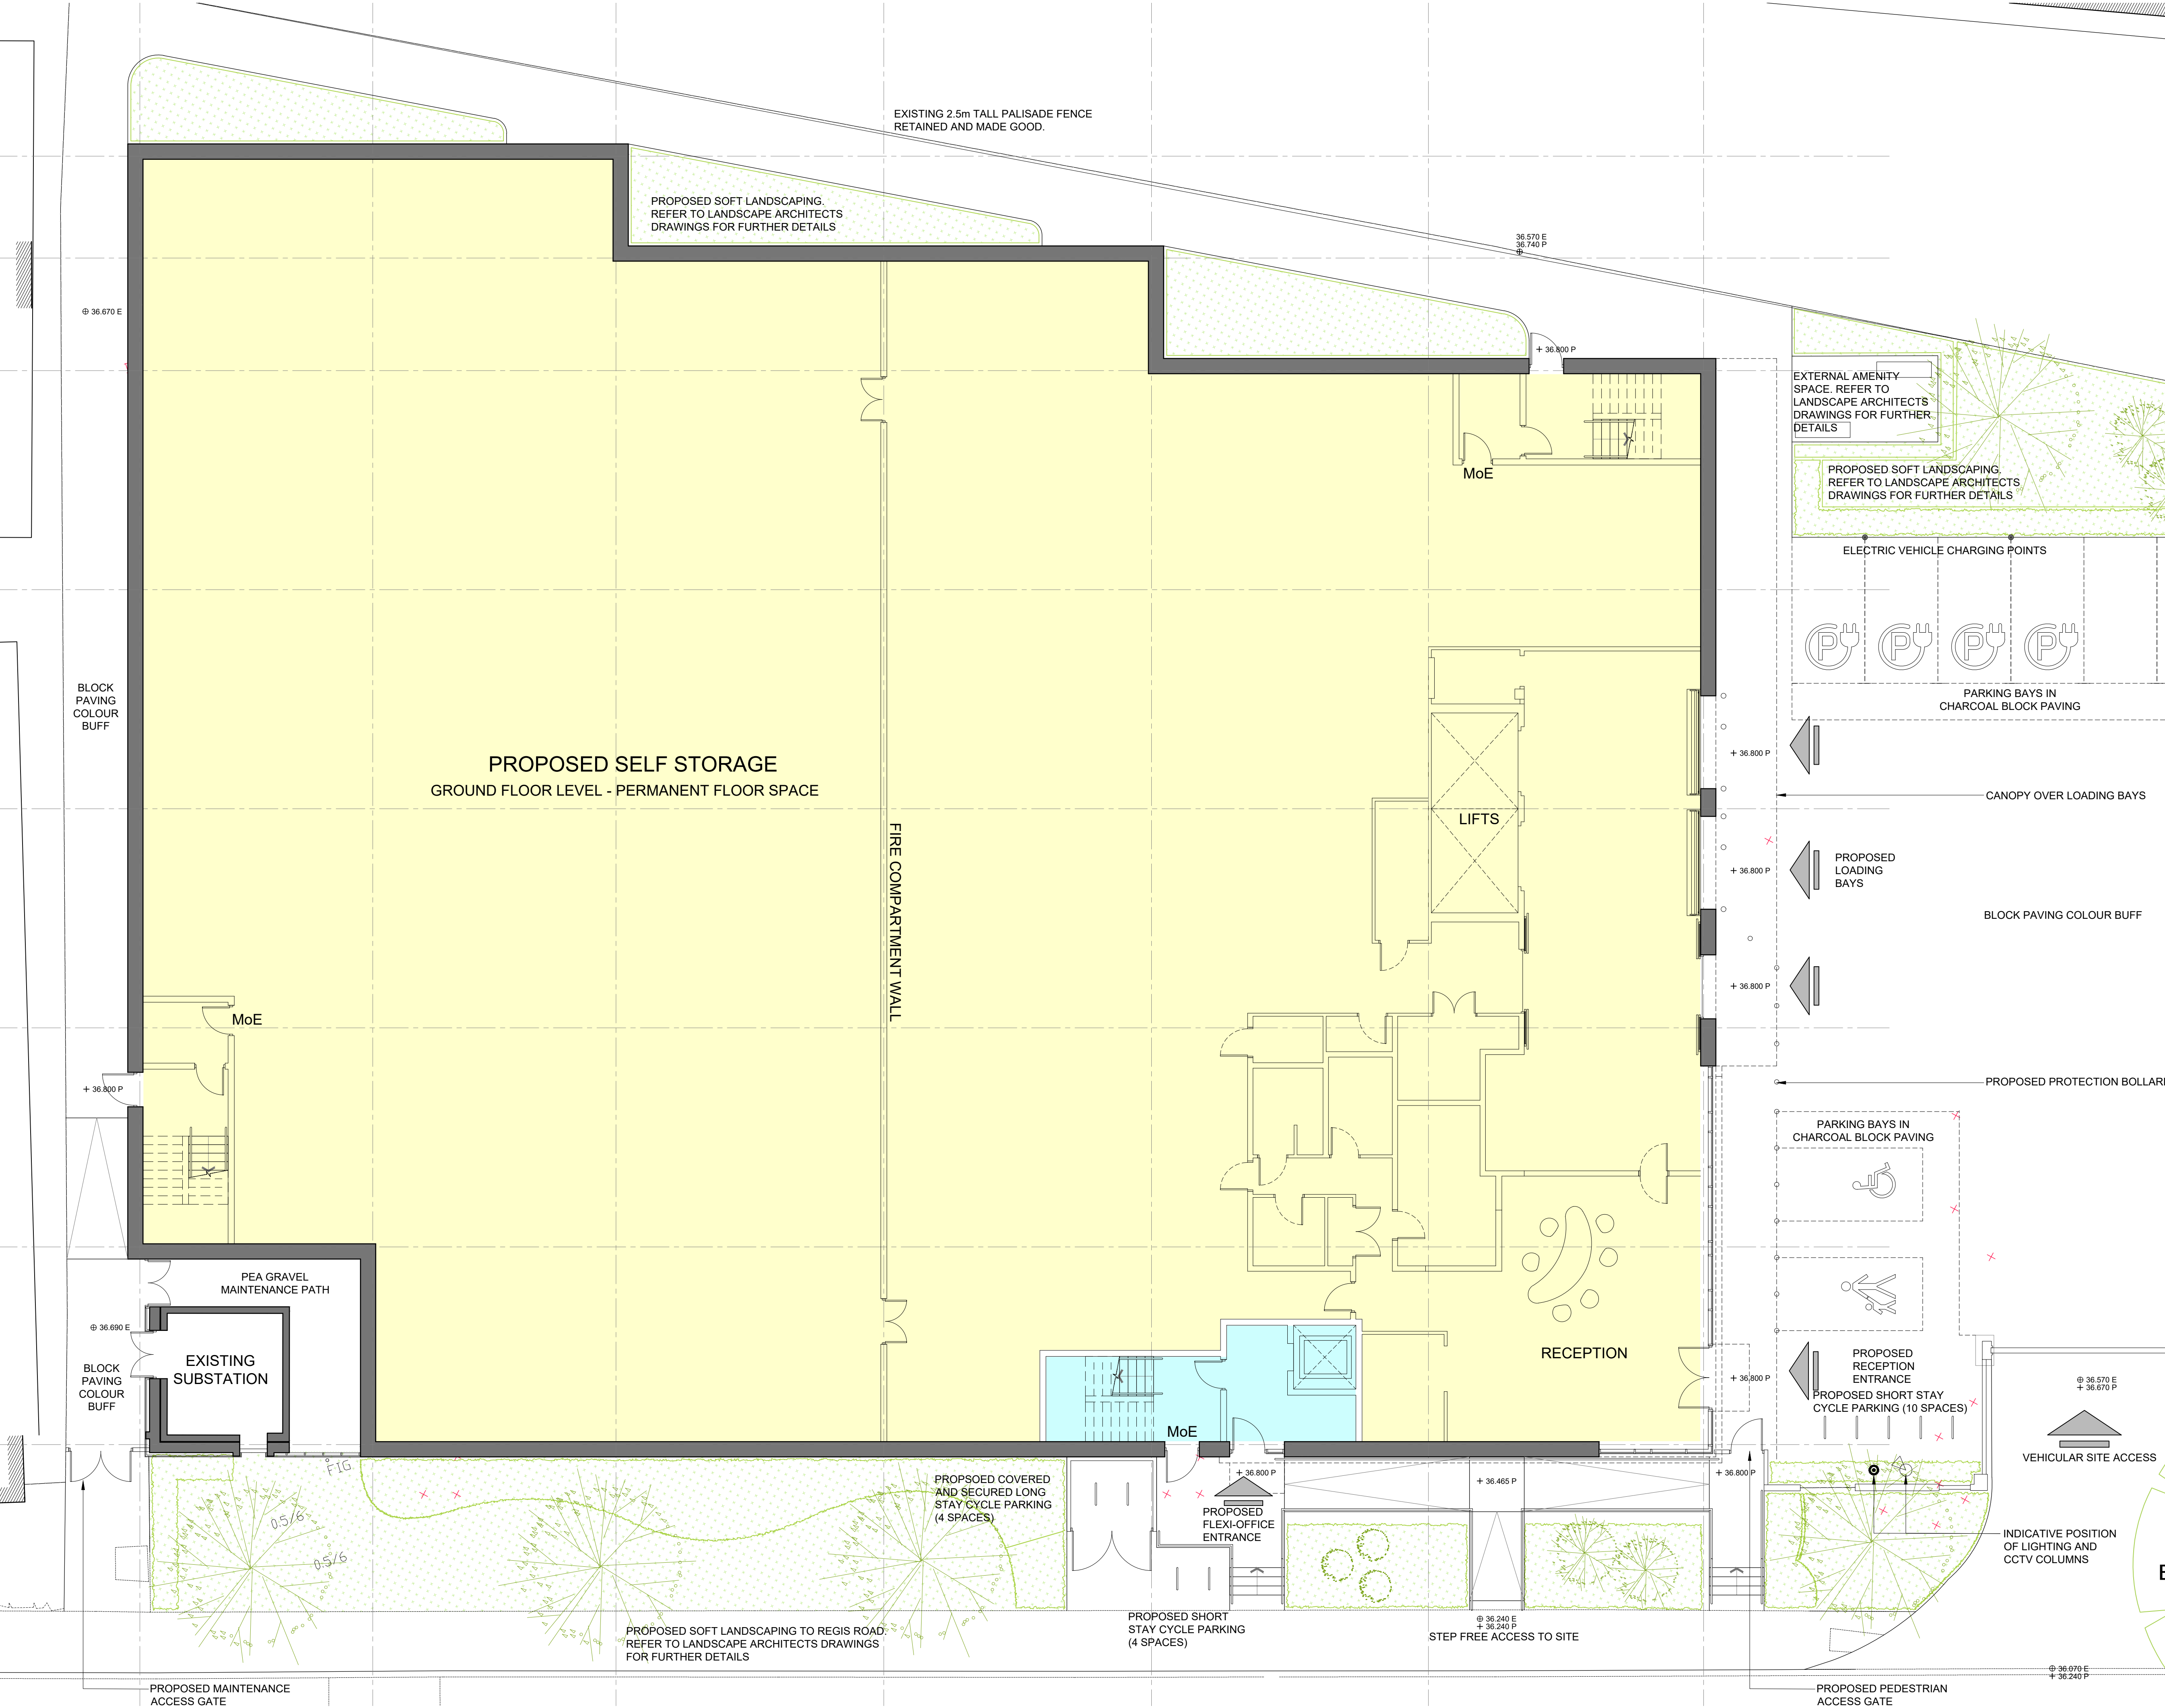 EXISTING 2.5m TALL PALISADE FENCE
RETAINED AND MADE GOOD.
PROPOSED SOFT LANDSCAPING.
REFER TO LANDSCAPE ARCHITECTS
DRAWINGS FOR FURTHER DETAILS
36.570 E
36.740 P
36.670 E
36.800 P
EXTERNAL AMENITY
SPACE. REFER TO
LANDSCAPE ARCHITECTS
DRAWINGS FOR FURTHER
DETAILS
MoE
PROPOSED SOFT LANDSCAPING.
REFER TO LANDSCAPE ARCHITECTS
DRAWINGS FOR FURTHER DETAILS
ELECTRIC VEHICLE CHARGING POINTS
P
P
P
P
BLOCK
PAVING
COLOUR
BUFF
PARKING BAYS IN
CHARCOAL BLOCK PAVING
PROPOSED SELF STORAGE
GROUND FLOOR LEVEL - PERMANENT FLOOR SPACE
36.800 P
CANOPY OVER LOADING BAYS
LIFTS
FIRE COMPARTMENT WALL
36.800 P
PROPOSED
LOADING
BAYS
BLOCK PAVING COLOUR BUFF
36.800 P
MoE
36.800 P
PROPOSED PROTECTION BOLLAR
PARKING BAYS IN
CHARCOAL BLOCK PAVING
PEA GRAVEL
MAINTENANCE PATH
36.690 E
EXISTING
SUBSTATION
BLOCK
PAVING
COLOUR
BUFF
RECEPTION
36.800 P
PROPOSED
RECEPTION
ENTRANCE
PROPOSED SHORT STAY
CYCLE PARKING (10 SPACES)
36.570 E
36.670 P
VEHICULAR SITE ACCESS
MoE
FIG
0.5/6
0.5/6
PROPSOED COVERED
AND SECURED LONG
STAY CYCLE PARKING
(4 SPACES)
36.800 P
PROPOSED
FLEXI-OFFICE
ENTRANCE
36.465 P
36.800 P
INDICATIVE POSITION
OF LIGHTING AND
CCTV COLUMNS
PROPOSED SOFT LANDSCAPING TO REGIS ROAD
REFER TO LANDSCAPE ARCHITECTS DRAWINGS
FOR FURTHER DETAILS
PROPOSED SHORT
STAY CYCLE PARKING
(4 SPACES)
36.240 E
36.240 P
STEP FREE ACCESS TO SITE
36.070 E
36.240 P
PROPOSED MAINTENANCE
ACCESS GATE
PROPOSED PEDESTRIAN
ACCESS GATE